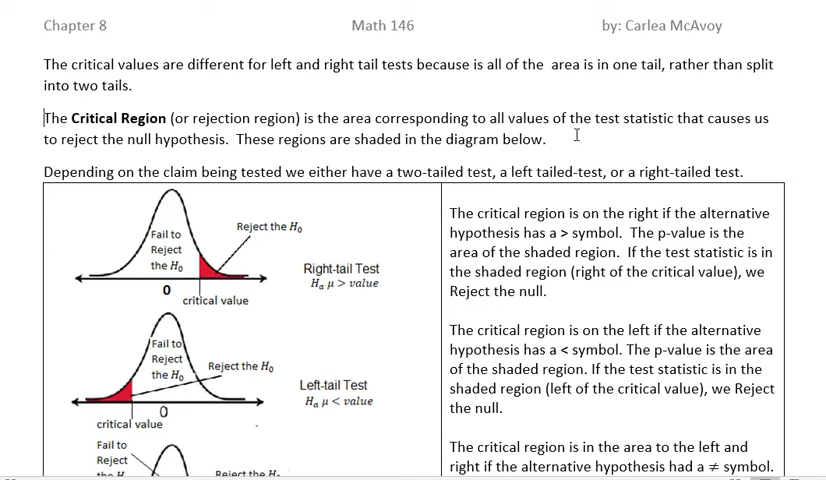 Chapter 8 Math 146 by: Carlea McAvoy
The critical values are different for left and right tail tests because is all of the area is in one tail, rather than split
into two tails.
The Critical Region (or rejection region) is the area corresponding to all values of the test statistic that causes us
to reject the null hypothesis. These regions are shaded in the diagram below.
Depending on the claim being tested we either have a two-tailed test, a left tailed-test, or a right-tailed test.
Fail to
Reject
the H₀
Reject the H₀
Right-tail Test
Hₐ μ > value
0
critical value
The critical region is on the right if the alternative
hypothesis has a > symbol. The p-value is the
area of the shaded region. If the test statistic is in
the shaded region (right of the critical value), we
Reject the null.
Fail to
Reject
the H₀
Reject the H₀
Left-tail Test
Hₐ μ < value
0
critical value
The critical region is on the left if the alternative
hypothesis has a < symbol. The p-value is the area
of the shaded region. If the test statistic is in the
shaded region (left of the critical value), we Reject
the null.
Fail to
Reject
the H
Reject the H
The critical region is in the area to the left and
right if the alternative hypothesis had a ≠ symbol.